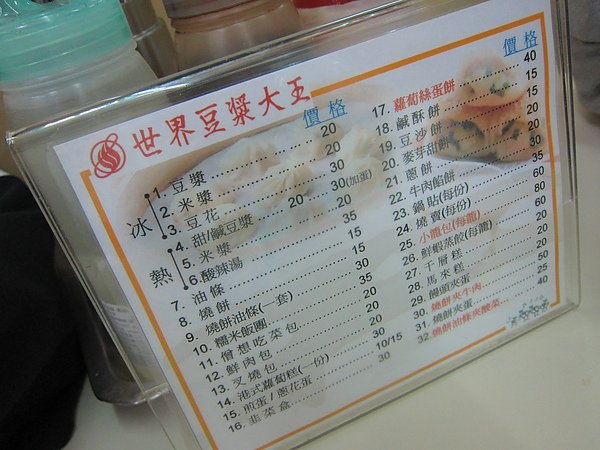 世界豆漿大王
價格
1. 豆漿 20
2. 米漿 20
3. 豆花 30
冰
4. 甜/鹹豆漿 20 30(加蛋)
5. 米漿 20
6. 酸辣湯 30
熱
7. 油條 15
8. 燒餅 15
9. 燒餅油條(一套) 35
10. 糯米飯團 30
11. 僧想吃菜包 20
12. 鮮肉包 20
13. 叉燒包 20
14. 港式蘿蔔糕(一份) 30
15. 煎蛋/蔥花蛋 10/15
16. 韭菜盒 30
價格
17. 蘿蔔絲蛋餅 40
18. 鹹酥餅 15
19. 豆沙餅 15
20. 麥芽甜餅 20
21. 蔥餅 20
22. 牛肉餡餅 35
23. 鍋貼(每份) 60
24. 燒賣(每份) 60
25. 小龍包(每籠) 60
26. 鮮蝦蒸餃(每籠)
27. 千層糕 20
28. 馬來糕 20
29. 饅頭夾蛋
30. 燒餅夾牛肉 50
31. 燒餅夾蛋 25
32. 燒餅油條夾酸菜 40